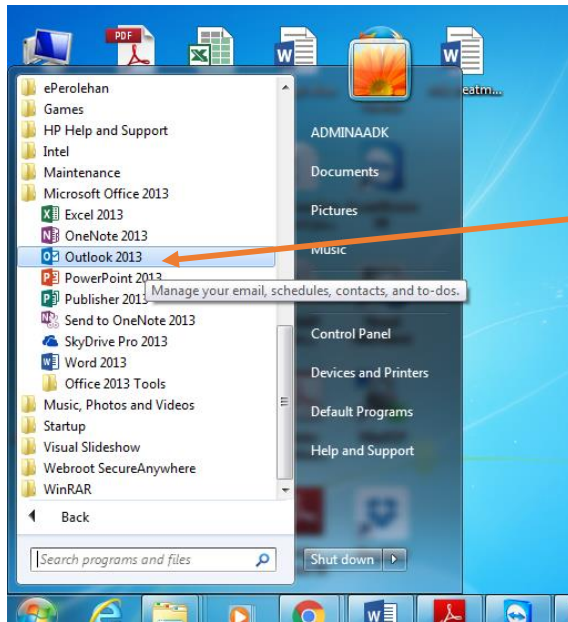 PDF
eatm...
ePerolehan
Games
HP Help and Support
Intel
Maintenance
Microsoft Office 2013
Excel 2013
OneNote 2013
Outlook 2013
PowerPoint 2013
Publisher 2013
Send to OneNote 2013
SkyDrive Pro 2013
Word 2013
Office 2013 Tools
Music, Photos and Videos
Startup
Visual Slideshow
Webroot SecureAnywhere
WinRAR
Back
Search programs and files
ADMINAADK
Documents
Pictures
Music
Manage your email, schedules, contacts, and to-dos.
Control Panel
Devices and Printers
Default Programs
Help and Support
Shut down